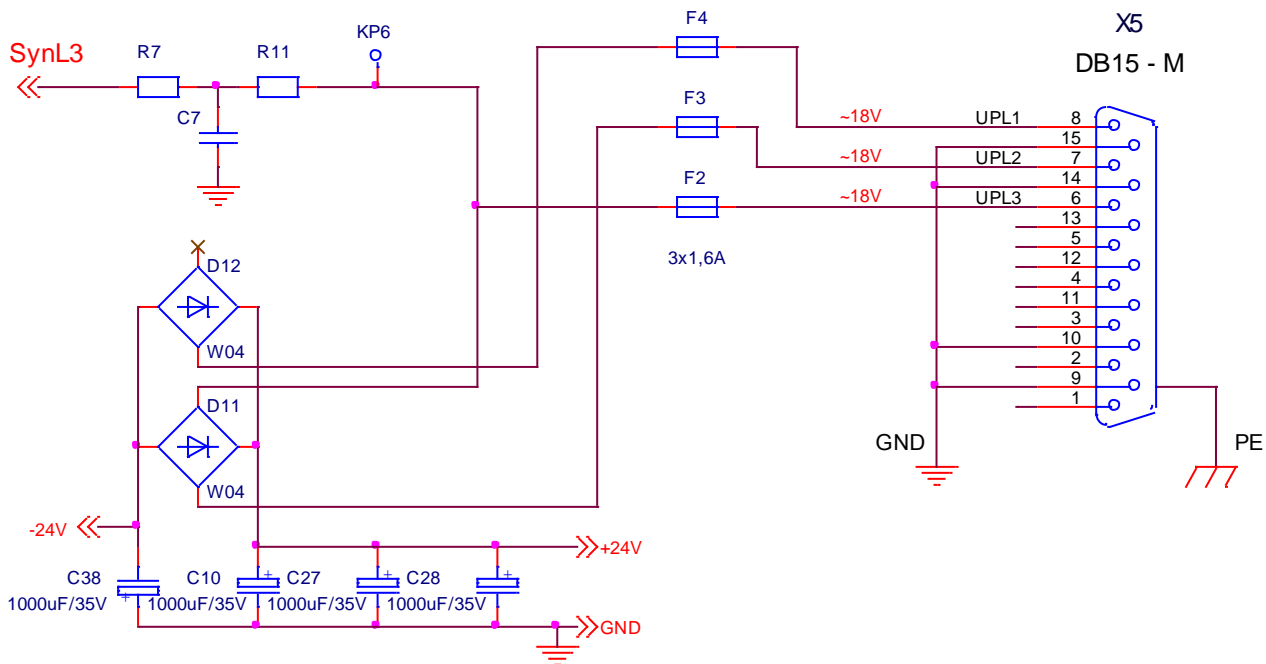 F4
X5
KP6
SynL3
R7
R11
DB15 - M
F3
C7
~18V
UPL1
8
15
~18V
UPL2
7
14
F2
~18V
UPL3
6
13
5
3x1,6A
12
D12
4
11
3
W04
10
2
D11
9
1
GND
PE
W04
-24V
+24V
C38
C10
C27
C28
1000uF/35V
1000uF/35V
1000uF/35V
1000uF/35V
GND